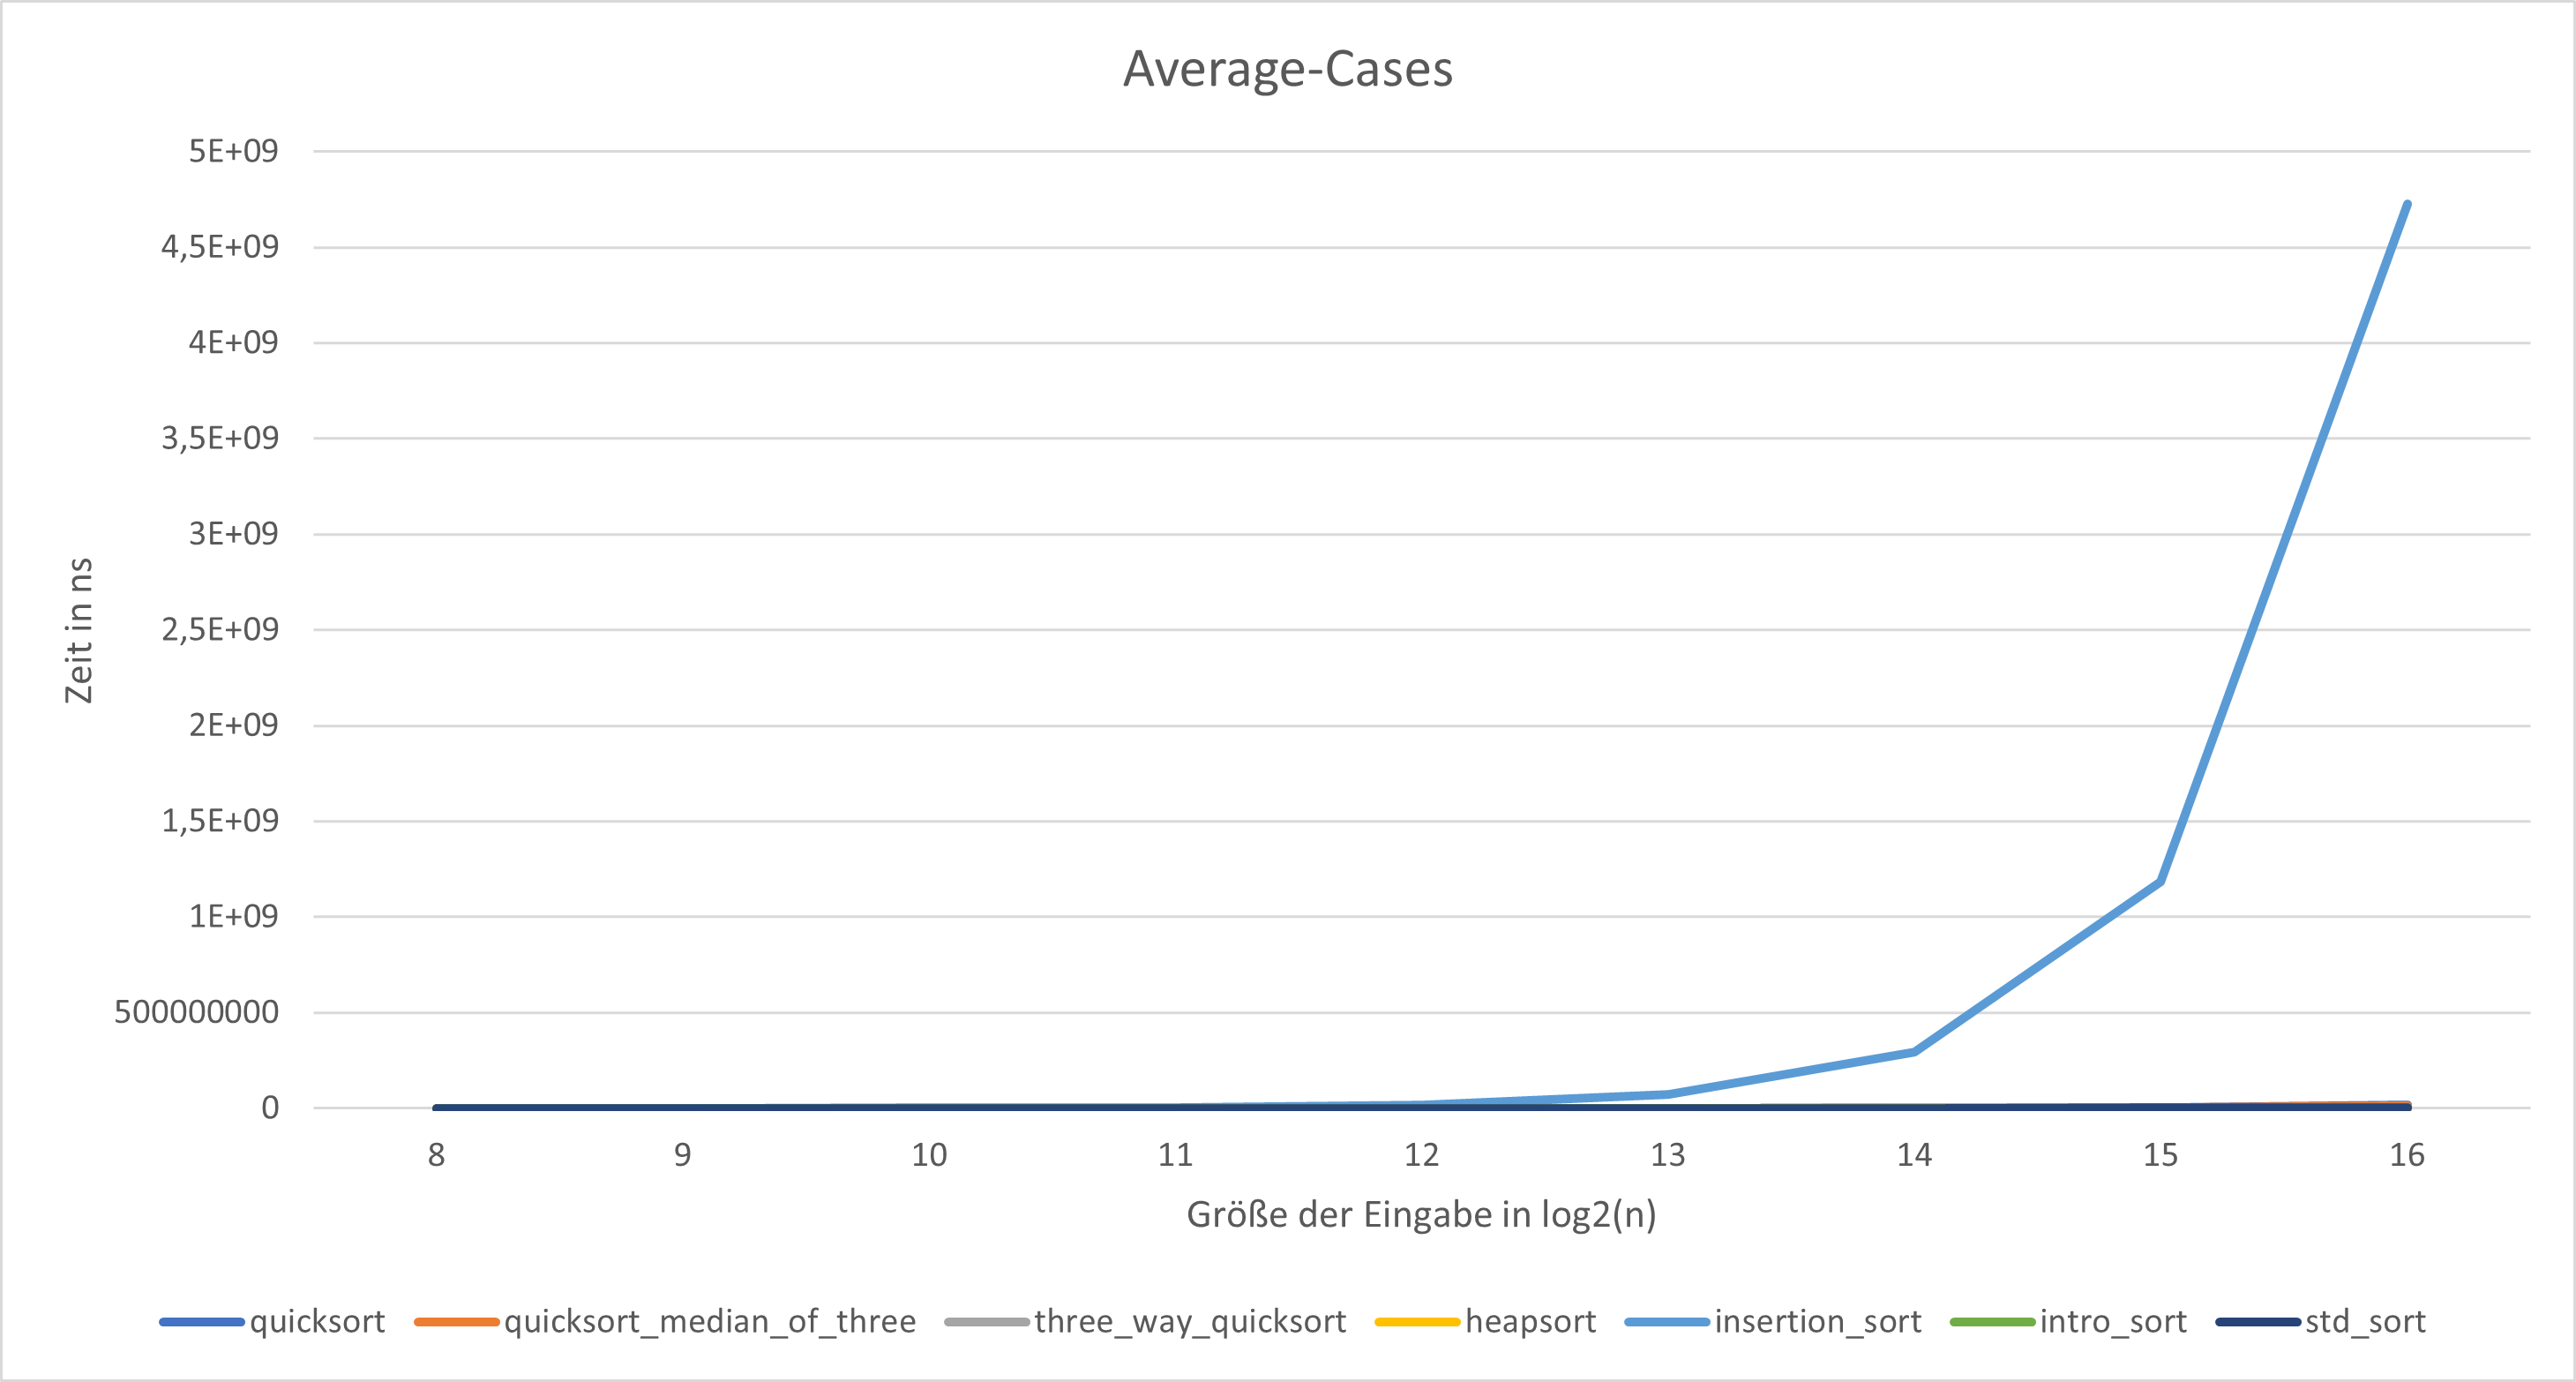 Average-Cases
5E+09
4,5E+09
4E+09
3,5E+09
3E+09
2,5E+09
2E+09
1,5E+09
1E+09
500000000
0
Zeit in ns
8 9 10 11 12 13 14 15 16
Größe der Eingabe in log2(n)
quicksort quicksort_median_of_three three_way_quicksort heapsort insertion_sort intro_sort std_sort